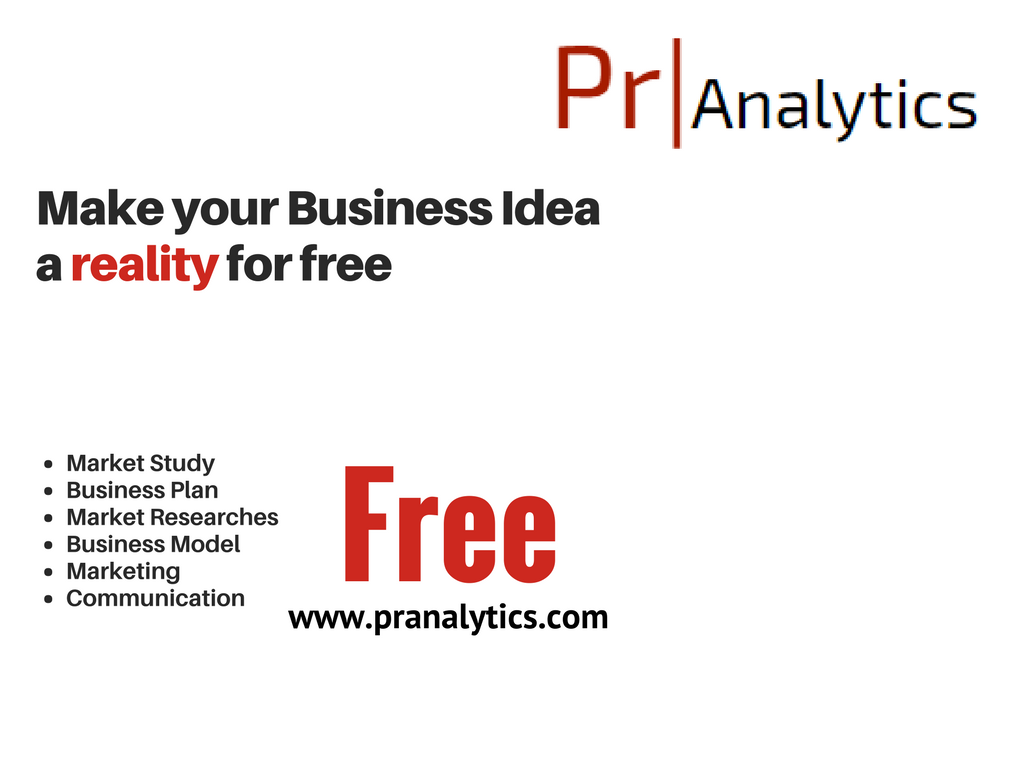 Pr|Analytics
Make your Business Idea
a reality for free
• Market Study
• Business Plan
• Market Researches
• Business Model
• Marketing
• Communication
Free
www.pranalytics.com